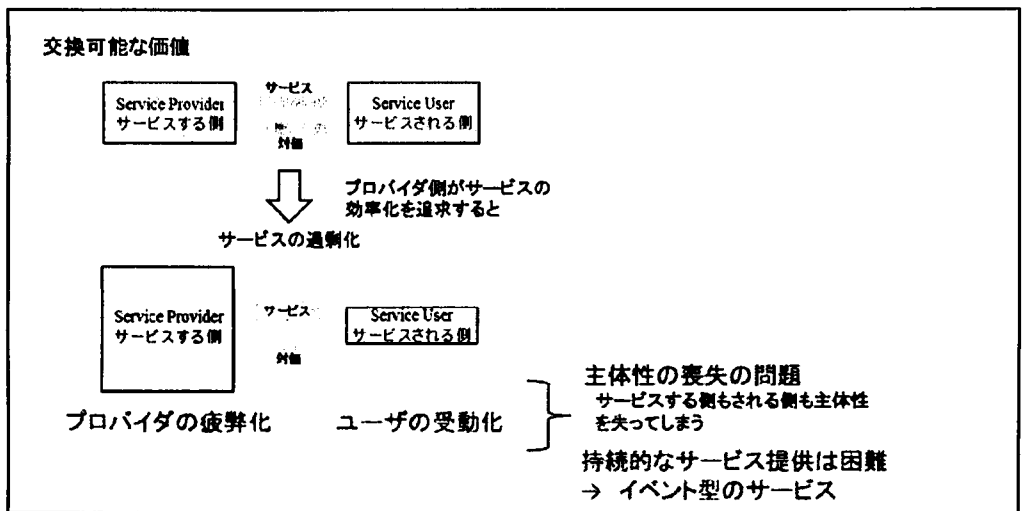 交換可能な価値
サービス
Service Provider
サービスする側
Service User
サービスされる側
対価
プロバイダ側がサービスの
効率化を追求すると
サービスの過剰化
Service Provider
サービスする側
サービス
Service User
サービスされる側
対価
プロバイダの疲弊化
ユーザの受動化
主体性の喪失の問題
サービスする側もされる側も主体性
を失ってしまう
持続的なサービス提供は困難
→ イベント型のサービス